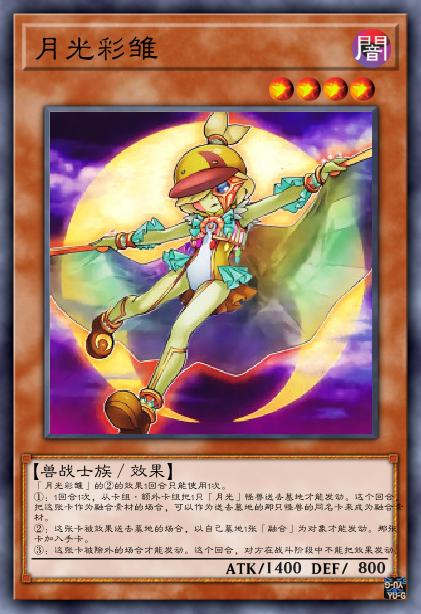 月光彩雏
闇
【兽战士族／效果】
「月光彩雏」的②的效果1回合只能使用1次。
①：1回合1次，从卡组·额外卡组把1只「月光」怪兽送去墓地才能发动。这个回合，
把这张卡作为融合素材的场合，可以作为送去墓地的那只怪兽的同名卡来成为融合素
材。
②：这张卡被效果送去墓地的场合，以自己墓地1张「融合」为对象才能发动。那张
卡加入手卡。
③：这张卡被除外的场合才能发动。这个回合，对方在战斗阶段中不能把效果发动。
ATK/1400 DEF/ 800